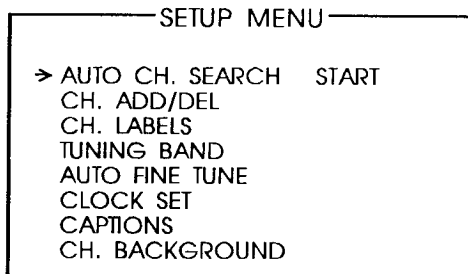 SETUP MENU
→ AUTO CH. SEARCH START
CH. ADD/DEL
CH. LABELS
TUNING BAND
AUTO FINE TUNE
CLOCK SET
CAPTIONS
CH. BACKGROUND